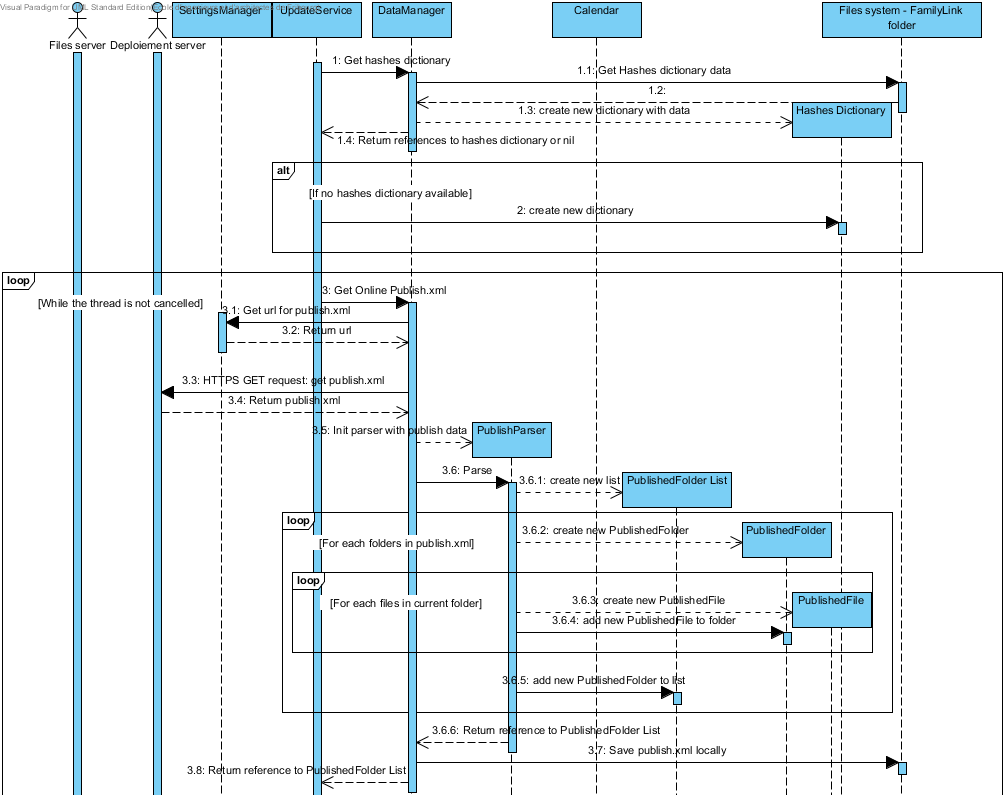 Visual Paradigm for UML Standard Edition
SettingsManager
UpdateService
DataManager
Calendar
Files system - FamilyLink
folder
Files server
Deploiement server
1: Get hashes dictionary
1.1: Get Hashes dictionary data
1.2:
1.3: create new dictionary with data
Hashes Dictionary
1.4: Return references to hashes dictionary or nil
alt
[If no hashes dictionary available]
2: create new dictionary
loop
3: Get Online Publish.xml
[While the thread is not cancelled]
3.1: Get url for publish.xml
3.2: Return url
3.3: HTTPS GET request: get publish.xml
3.4: Return publish xml
3.5: Init parser with publish data
PublishParser
3.6: Parse
3.6.1: create new list
PublishedFolder List
loop
3.6.2: create new PublishedFolder
PublishedFolder
[For each folders in publish.xml]
loop
[For each files in current folder]
3.6.3: create new PublishedFile
PublishedFile
3.6.4: add new PublishedFile to folder
3.6.5: add new PublishedFolder to list
3.6.6: Return reference to PublishedFolder List
3.7: Save publish.xml locally
3.8: Return reference to PublishedFolder List